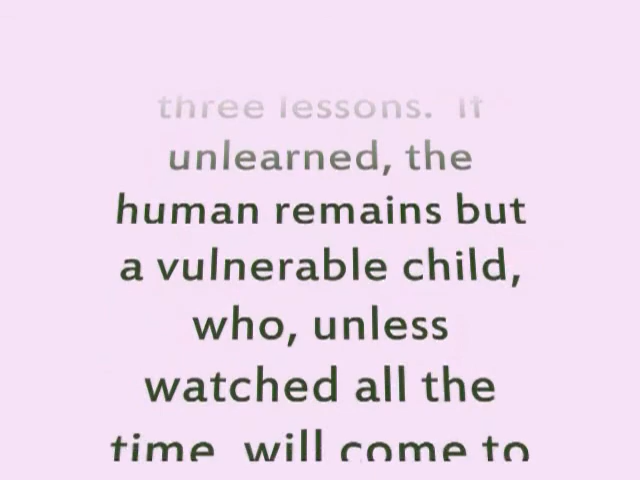 three lessons. If
unlearned, the
human remains but
a vulnerable child,
who, unless
watched all the
time will come to